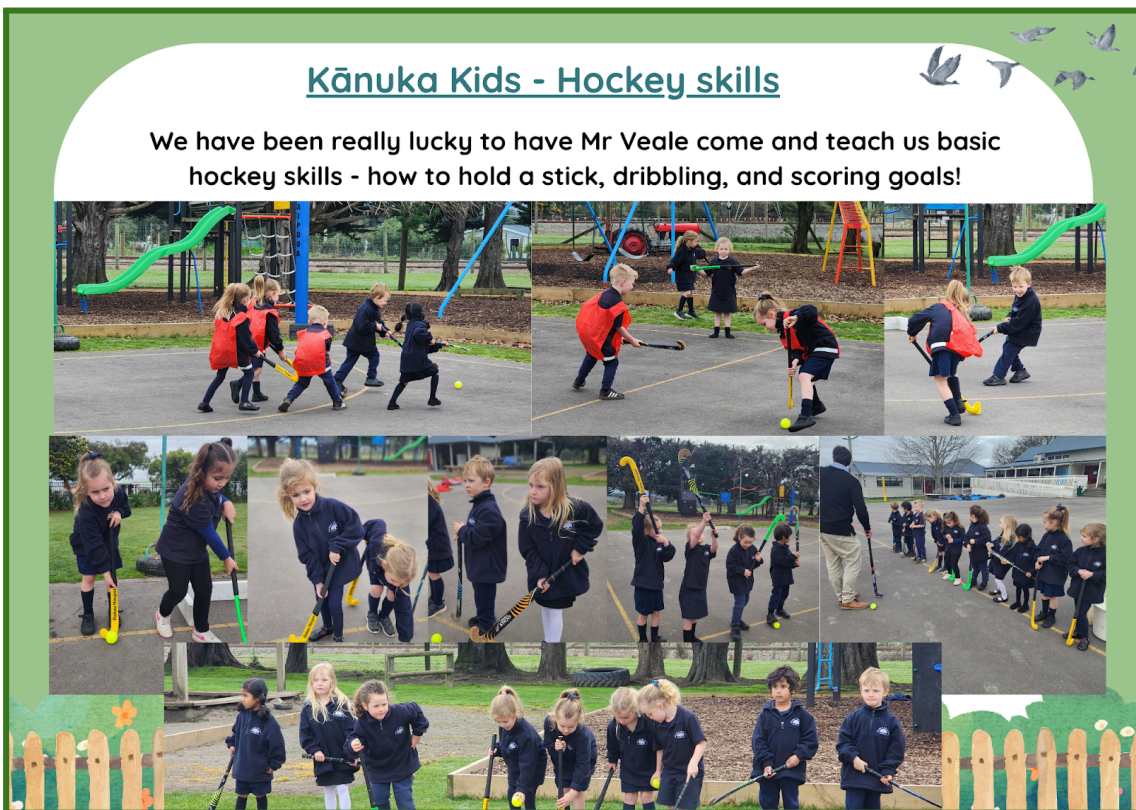 Kānuka Kids - Hockey skills
We have been really lucky to have Mr Veale come and teach us basic
hockey skills - how to hold a stick, dribbling, and scoring goals!